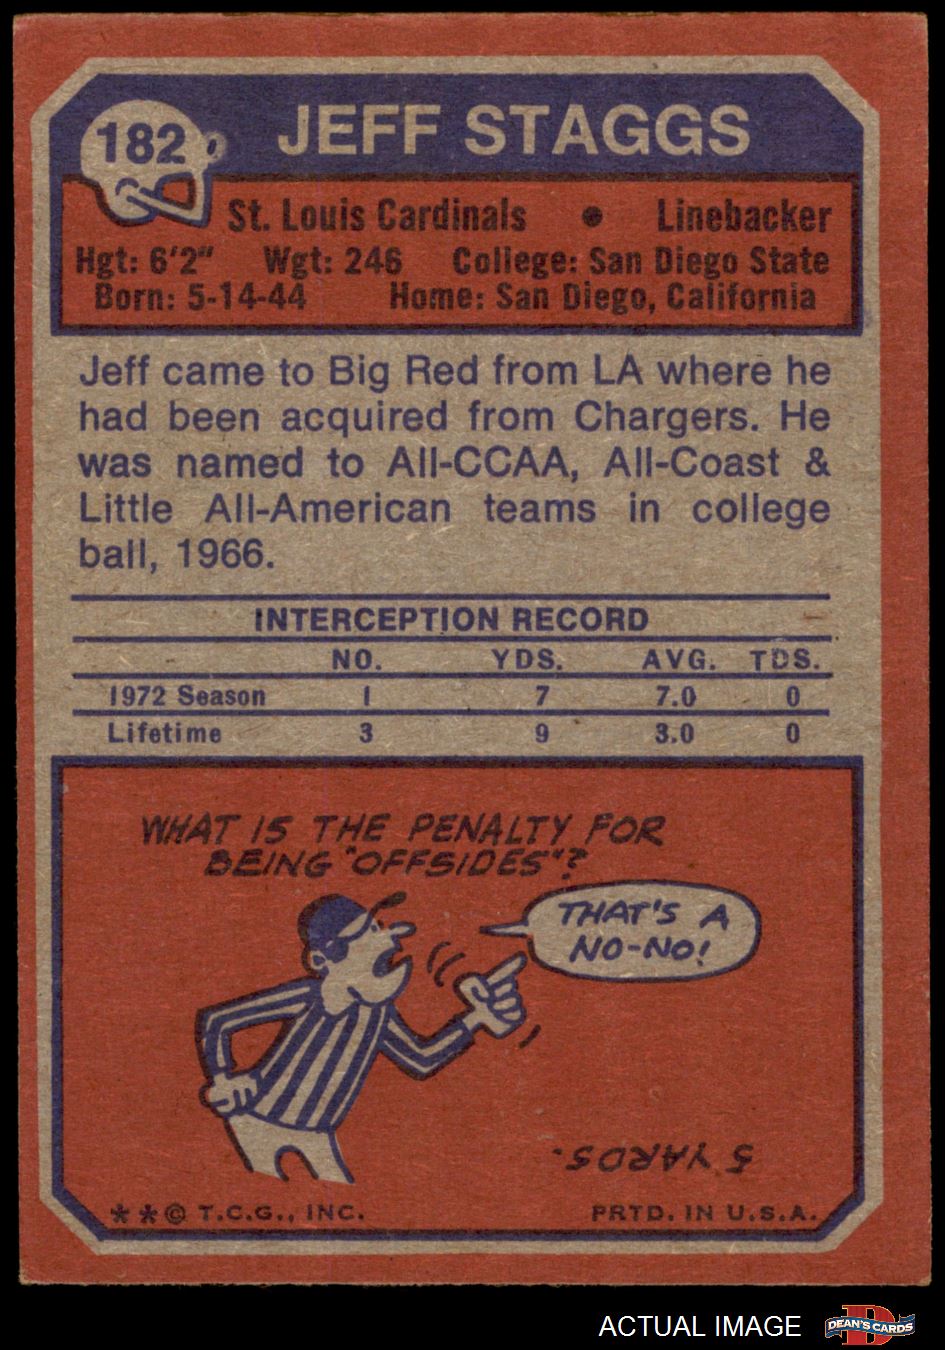 182
JEFF STAGGS
St. Louis Cardinals • Linebacker
Hgt: 6'2" Wgt: 246 College: San Diego State
Born: 5-14-44 Home: San Diego, California
Jeff came to Big Red from LA where he
had been acquired from Chargers. He
was named to All-CCAA, All-Coast &
Little All-American teams in college
ball, 1966.
INTERCEPTION RECORD
NO. YDS. AVG. TDS.
1972 Season 1 7 7.0 0
Lifetime 3 9 3.0 0
WHAT IS THE PENALTY FOR
BEING "OFFSIDES"?
THAT'S A
NO-NO!
5 YARDS.
**© T.C.G., INC. PRTD. IN U.S.A.
ACTUAL IMAGE
D
DEAN'S CARDS